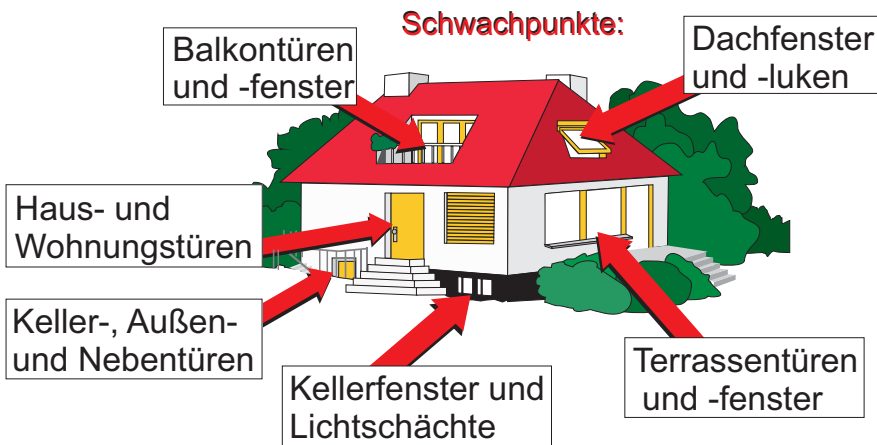 Schwachpunkte:
Balkontüren
und -fenster
Dachfenster
und -luken
Haus- und
Wohnungstüren
Keller-, Außen-
und Nebentüren
Kellerfenster und
Lichtschächte
Terrassentüren
und -fenster